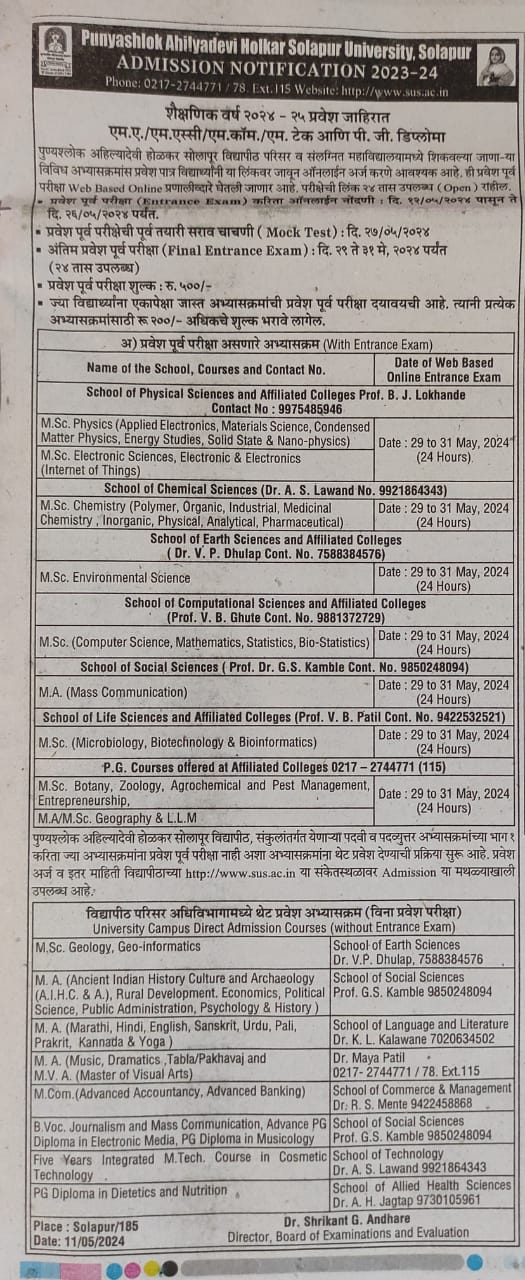 Punyashlok Ahilyadevi Holkar Solapur University, Solapur
ADMISSION NOTIFICATION 2023-24
Phone: 0217-2744771 / 78. Ext.115 Website: http://www.sus.ac.in
शैक्षणिक वर्ष २०२४ - २५ प्रवेश जाहिरात
एम.ए./एम.एससी/एम.कॉम./एम. टेक आणि पी. जी. डिप्लोमा
पुण्यश्लोक अहिल्यादेवी होळकर सोलापूर विद्यापीठ परिसर व संलग्नित महाविद्यालयामध्ये शिकवल्या जाणा-या
विविध अभ्यासक्रमांस प्रवेश पात्र विद्यार्थ्यांनी या लिंकवर जावून ऑनलाईन अर्ज करणे आवश्यक आहे. ही प्रवेश पूर्व
परीक्षा Web Based Online प्रणालीव्दारे घेतली जाणार आहे. परीक्षेची लिंक २४ तास उपलब्ध (Open) राहील.
▪ प्रवेश पूर्व परीक्षा (Entrance Exam) करिता ऑनलाईन नोंदणी : दि. १२/०५/२०२४ पासून ते
दि. २६/०५/२०२४ पर्यंत.
▪ प्रवेश पूर्व परीक्षेची पूर्व तयारी सराव चाचणी ( Mock Test) : दि. २७/०५/२०२४
▪ अंतिम प्रवेश पूर्व परीक्षा (Final Entrance Exam) : दि. २९ ते ३१ मे, २०२४ पर्यंत
(२४ तास उपलब्ध)
▪ प्रवेश पूर्व परीक्षा शुल्क : रु. ५००/-
▪ ज्या विद्यार्थ्यांना एकापेक्षा जास्त अभ्यासक्रमांची प्रवेश पूर्व परीक्षा दयावयची आहे. त्यांनी प्रत्येक
अभ्यासक्रमांसाठी रू २००/- अधिकचे शुल्क भरावे लागेल.
अ) प्रवेश पूर्व परीक्षा असणारे अभ्यासक्रम (With Entrance Exam)
Name of the School, Courses and Contact No.
Date of Web Based
Online Entrance Exam
School of Physical Sciences and Affiliated Colleges Prof. B. J. Lokhande
Contact No : 9975485946
M.Sc. Physics (Applied Electronics, Materials Science, Condensed
Matter Physics, Energy Studies, Solid State & Nano-physics)
M.Sc. Electronic Sciences, Electronic & Electronics
(Internet of Things)
Date : 29 to 31 May, 2024
(24 Hours).
School of Chemical Sciences (Dr. A. S. Lawand No. 9921864343)
M.Sc. Chemistry (Polymer, Organic, Industrial, Medicinal
Chemistry , Inorganic, Physical, Analytical, Pharmaceutical)
Date : 29 to 31 May, 2024
(24 Hours)
School of Earth Sciences and Affiliated Colleges
( Dr. V. P. Dhulap Cont. No. 7588384576)
M.Sc. Environmental Science
Date : 29 to 31 May, 2024
(24 Hours)
School of Computational Sciences and Affiliated Colleges
(Prof. V. B. Ghute Cont. No. 9881372729)
M.Sc. (Computer Science, Mathematics, Statistics, Bio-Statistics)
Date : 29 to 31 May, 2024
(24 Hours)
School of Social Sciences ( Prof. Dr. G.S. Kamble Cont. No. 9850248094)
M.A. (Mass Communication)
Date : 29 to 31 May, 2024
(24 Hours)
School of Life Sciences and Affiliated Colleges (Prof. V. B. Patil Cont. No. 9422532521)
M.Sc. (Microbiology, Biotechnology & Bioinformatics)
Date : 29 to 31 May, 2024
(24 Hours)
P.G. Courses offered at Affiliated Colleges 0217 – 2744771 (115)
M.Sc. Botany, Zoology, Agrochemical and Pest Management,
Entrepreneurship,
M.A/M.Sc. Geography & L.L.M
Date : 29 to 31 May, 2024
(24 Hours)
पुण्यश्लोक अहिल्यादेवी होळकर सोलापूर विद्यापीठ, संकुलांतर्गत येणाऱ्या पदवी व पदव्युत्तर अभ्यासक्रमांच्या भाग १
करिता ज्या अभ्यासक्रमांना प्रवेश पूर्व परीक्षा नाही अशा अभ्यासक्रमांना थेट प्रवेश देण्याची प्रक्रिया सुरू आहे. प्रवेश
अर्ज व इतर माहिती विद्यापीठाच्या http://www.sus.ac.in या संकेतस्थळावर Admission या मथळ्याखाली
उपलब्ध आहे.
विद्यापीठ परिसर अधिविभागामध्ये थेट प्रवेश अभ्यासक्रम (विना प्रवेश परीक्षा)
University Campus Direct Admission Courses (without Entrance Exam)
M,Sc. Geology, Geo-informatics
School of Earth Sciences
Dr. V.P. Dhulap, 7588384576
M. A. (Ancient Indian History Culture and Archaeology
(A.I.H.C. & A.), Rural Development. Economics, Political
Science, Public Administration, Psychology & History )
School of Social Sciences
Prof. G.S. Kamble 9850248094
M. A. (Marathi, Hindi, English, Sanskrit, Urdu, Pali,
Prakrit, Kannada & Yoga )
School of Language and Literature
Dr. K. L. Kalawane 7020634502
M. A. (Music, Dramatics ,Tabla/Pakhavaj and
M.V. A. (Master of Visual Arts)
Dr. Maya Patil
0217- 2744771 / 78. Ext.115
M.Com.(Advanced Accountancy, Advanced Banking)
School of Commerce & Management
Dr. R. S. Mente 9422458868
B.Voc. Journalism and Mass Communication, Advance PG
Diploma in Electronic Media, PG Diploma in Musicology
School of Social Sciences
Prof. G.S. Kamble 9850248094
Five Years Integrated M.Tech. Course in Cosmetic
Technology
School of Technology
Dr. A. S. Lawand 9921864343
PG Diploma in Dietetics and Nutrition
School of Allied Health Sciences
Dr. A. H. Jagtap 9730105961
Place : Solapur/185
Date: 11/05/2024
Dr. Shrikant G. Andhare
Director, Board of Examinations and Evaluation